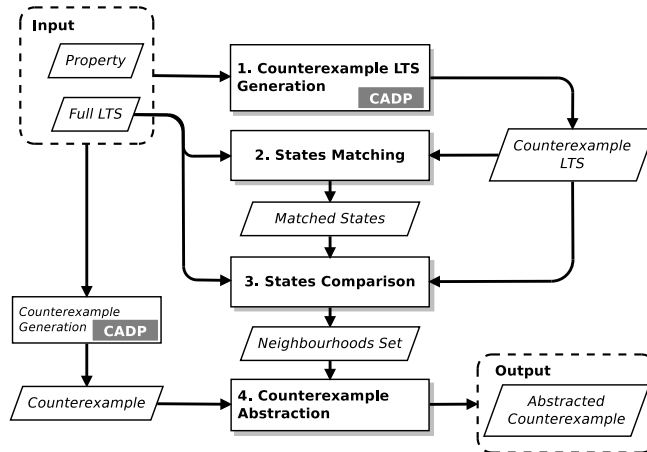 Input
Property
Full LTS
1. Counterexample LTS
Generation
CADP
2. States Matching
Counterexample
LTS
Matched States
3. States Comparison
Counterexample
Generation
CADP
Neighbourhoods Set
Counterexample
4. Counterexample
Abstraction
Output
Abstracted
Counterexample